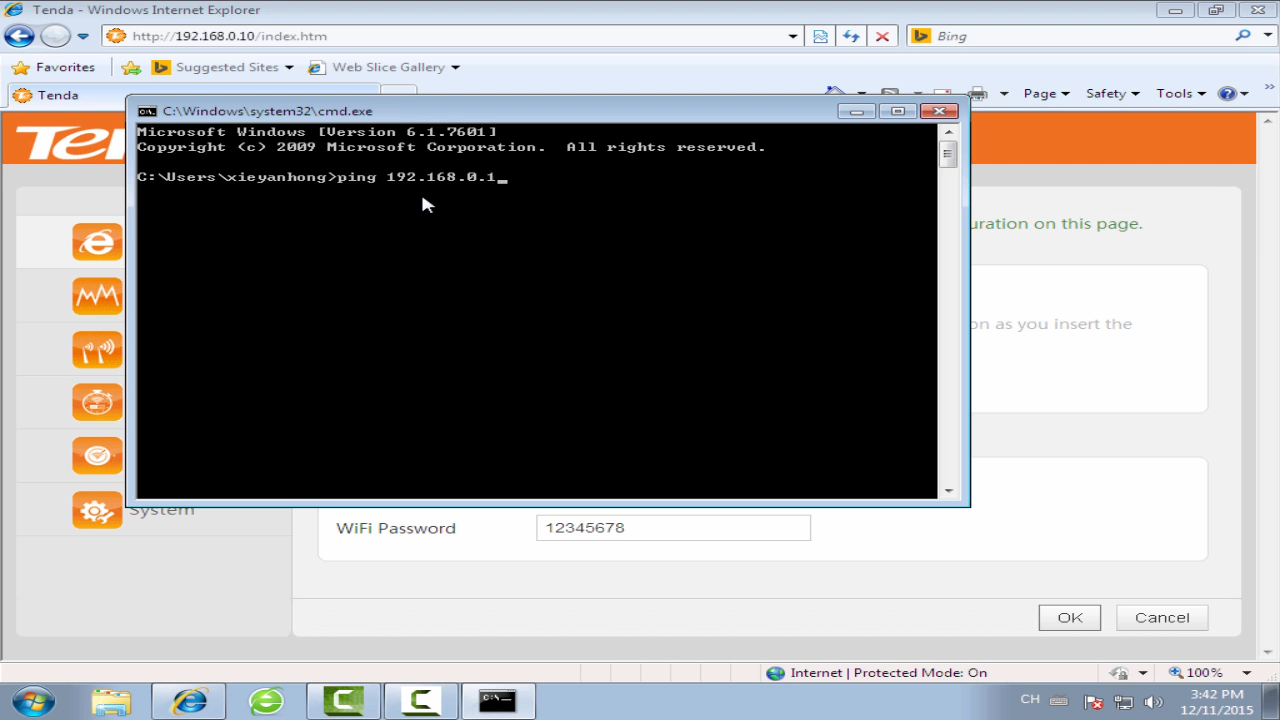 Tenda - Windows Internet Explorer
http://192.168.0.10/index.htm
Bing
Favorites
Suggested Sites
Web Slice Gallery
Tenda
Page
Safety
Tools
C:\Windows\system32\cmd.exe
Microsoft Windows [Version 6.1.7601]
Copyright (c) 2009 Microsoft Corporation. All rights reserved.
C:\Users\xieyanhong>ping 192.168.0.1_
uration on this page.
on as you insert the
System
WiFi Password
12345678
OK
Cancel
Internet | Protected Mode: On
100%
CH
3:42 PM
12/11/2015